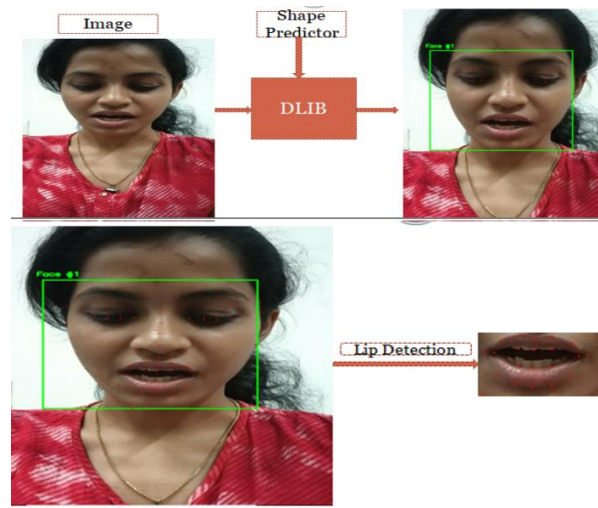 Image
Shape
Predictor
DLIB
Face #1
Face #1
Lip Detection